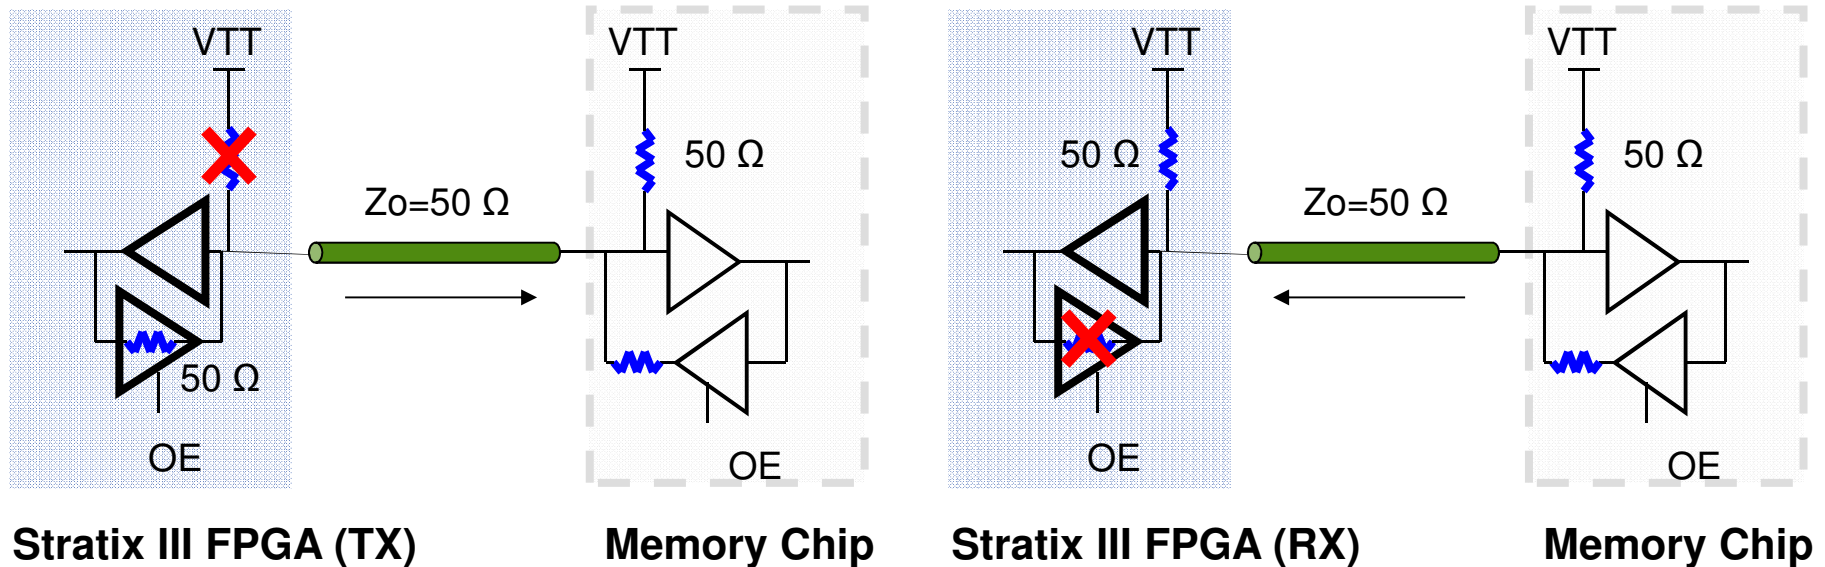 VTT
VTT
50 Ω
Zo=50 Ω
50 Ω
OE
OE
Stratix III FPGA (TX)
Memory Chip
VTT
VTT
50 Ω
50 Ω
Zo=50 Ω
OE
OE
Stratix III FPGA (RX)
Memory Chip